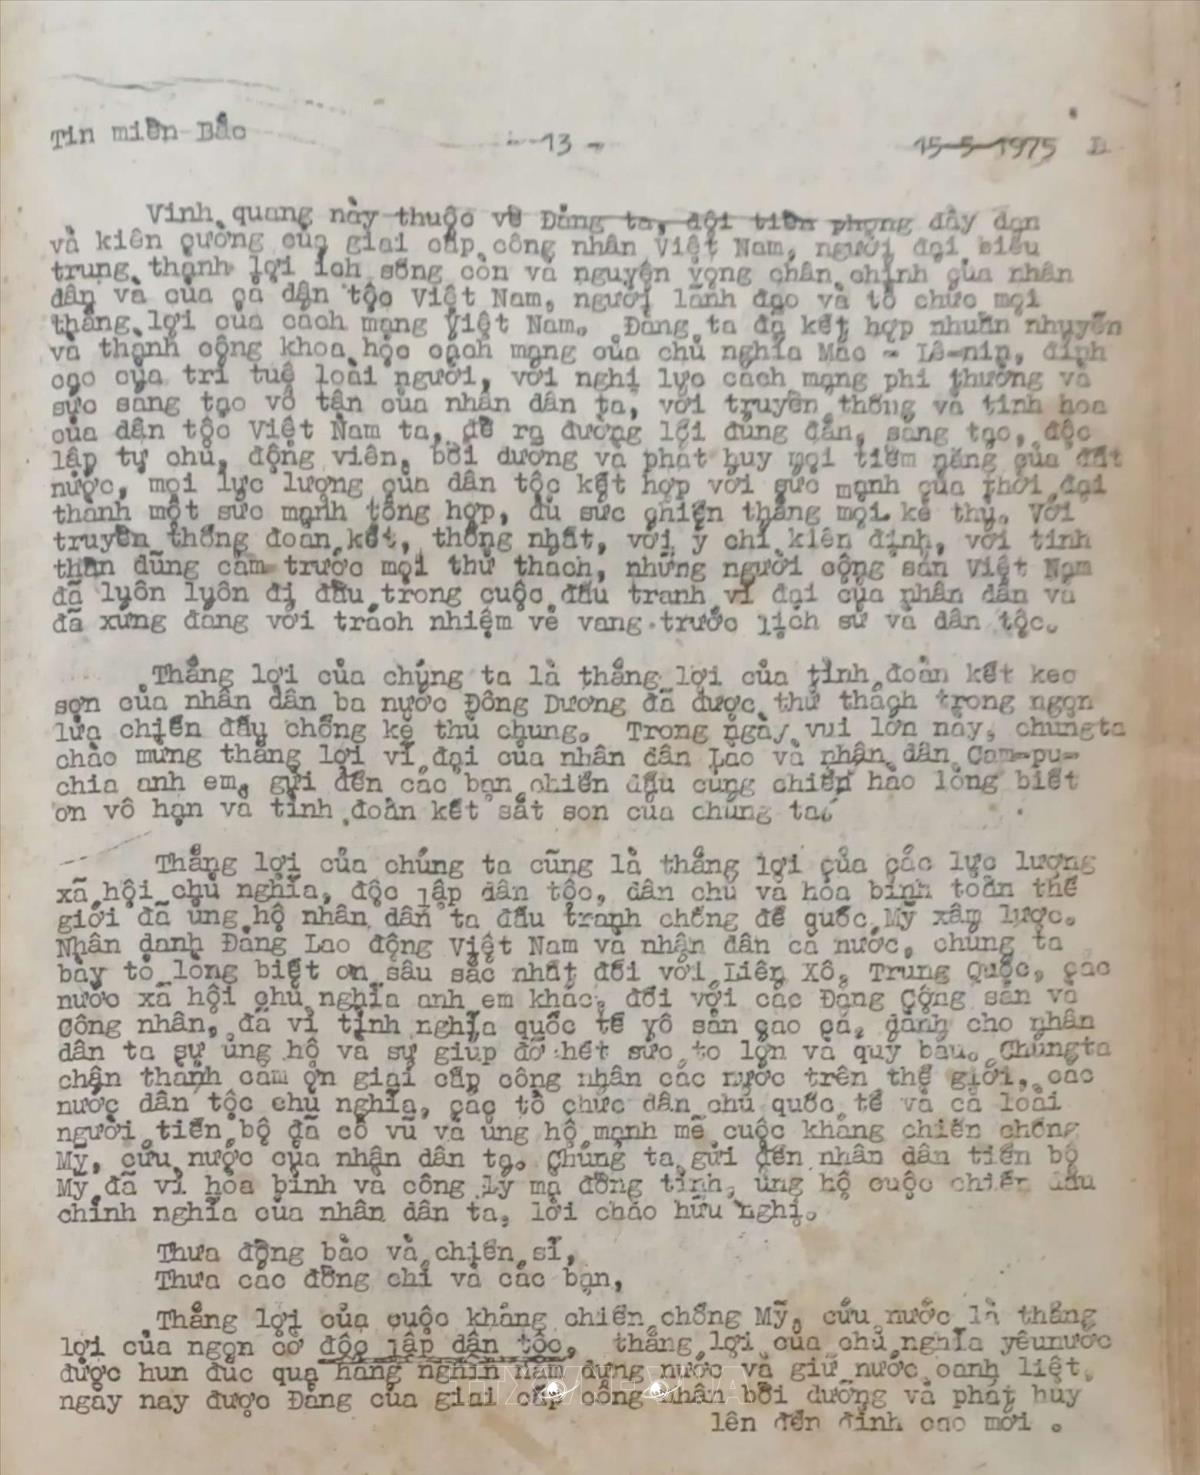 Tin miền Bắc - 13 - 15-5-1975 B
Vinh quang này thuộc về Đảng ta, đội tiền phong dày dạn
và kiên cường của giai cấp công nhân Việt Nam, người đại biểu
trung thành lợi ích sống còn và nguyện vọng chân chính của nhân
dân và của cả dân tộc Việt Nam, người lãnh đạo và tổ chức mọi
thắng lợi của cách mạng Việt Nam. Đảng ta đã kết hợp nhuần nhuyễn
và thành công khoa học cách mạng của chủ nghĩa Mác - Lê-nin, đỉnh
cao của trí tuệ loài người, với nghị lực cách mạng phi thường và
sức sáng tạo vô tận của nhân dân ta, với truyền thống và tinh hoa
của dân tộc Việt Nam ta, đề ra đường lối đúng đắn, sáng tạo, độc
lập tự chủ, động viên, bồi dưỡng và phát huy mọi tiềm năng của đất
nước, mọi lực lượng của dân tộc kết hợp với sức mạnh của thời đại
thành một sức mạnh tổng hợp, đủ sức chiến thắng mọi kẻ thù. Với
truyền thống đoàn kết, thống nhất, với ý chí kiên định, với tinh
thần dũng cảm trước mọi thử thách, những người cộng sản Việt Nam
đã luôn luôn đi đầu trong cuộc đấu tranh vĩ đại của nhân dân và
đã xứng đáng với trách nhiệm vẻ vang trước lịch sử và dân tộc.
Thắng lợi của chúng ta là thắng lợi của tình đoàn kết keo
sơn của nhân dân ba nước Đông Dương đã được thử thách trong ngọn
lửa chiến đấu chống kẻ thù chung. Trong ngày vui lớn này, chúngta
chào mừng thắng lợi vĩ đại của nhân dân Lào và nhân dân Cam-pu-
chia anh em, gửi đến các bạn chiến đấu cùng chiến hào lòng biết
ơn vô hạn và tình đoàn kết sắt son của chúng ta.
Thắng lợi của chúng ta cũng là thắng lợi của các lực lượng
xã hội chủ nghĩa, độc lập dân tộc, dân chủ và hòa bình toàn thế
giới đã ủng hộ nhân dân ta đấu tranh chống đế quốc Mỹ xâm lược.
Nhân danh Đảng Lao động Việt Nam và nhân dân cả nước, chúng ta
bày tỏ lòng biết ơn sâu sắc nhất đối với Liên Xô, Trung Quốc, các
nước xã hội chủ nghĩa anh em khác, đối với các Đảng Cộng sản và
Công nhân, đã vì tình nghĩa quốc tế vô sản cao cả, dành cho nhân
dân ta sự ủng hộ và sự giúp đỡ hết sức to lớn và quý báu. Chúngta
chân thành cảm ơn giai cấp công nhân các nước trên thế giới, các
nước dân tộc chủ nghĩa, các tổ chức dân chủ quốc tế và cả loài
người tiến bộ đã cổ vũ và ủng hộ mạnh mẽ cuộc kháng chiến chống
Mỹ, cứu nước của nhân dân ta. Chúng ta gửi đến nhân dân tiến bộ
Mỹ đã vì hòa bình và công lý mà đồng tình, ủng hộ cuộc chiến đấu
chính nghĩa của nhân dân ta, lời chào hữu nghị.
Thưa đồng bào và chiến sĩ,
Thưa các đồng chí và các bạn,
Thắng lợi của cuộc kháng chiến chống Mỹ, cứu nước là thắng
lợi của ngọn cờ độc lập dân tộc, thắng lợi của chủ nghĩa yêunước
được hun đúc qua hàng nghìn năm dựng nước và giữ nước oanh liệt,
ngày nay được Đảng của giai cấp công nhân bồi dưỡng và phát huy
lên đến đỉnh cao mới .